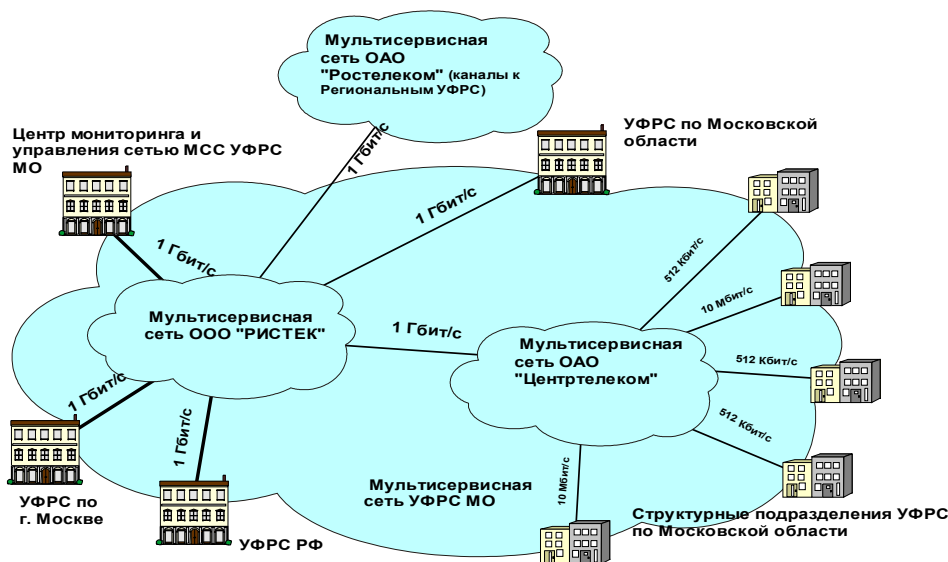 Мультисервисная
сеть ОАО
"Ростелеком" (каналы к
Региональным УФРС)
Центр мониторинга и
управления сетью МСС УФРС
МО
УФРС по Московской
области
1 Гбит/с
1 Гбит/с
1 Гбит/с
512 Кбит/с
10 Мбит/с
Мультисервисная
сеть ООО "РИСТЕК"
1 Гбит/с
Мультисервисная
сеть ОАО
"Центртелеком"
512 Кбит/с
1 Гбит/с
1 Гбит/с
512 Кбит/с
10 Мбит/с
Мультисервисная
сеть УФРС МО
УФРС по
г. Москве
УФРС РФ
Структурные подразделения УФРС
по Московской области